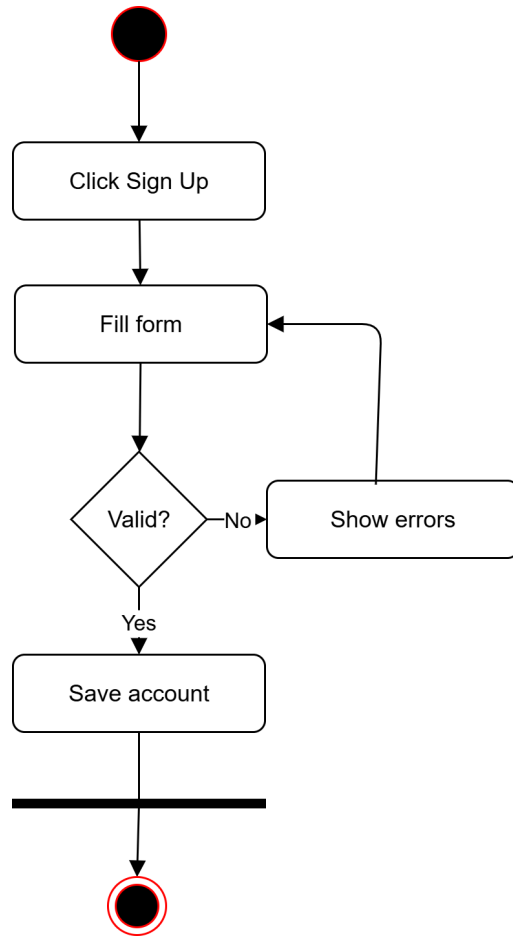 Click Sign Up
Fill form
Valid?
No
Show errors
Yes
Save account